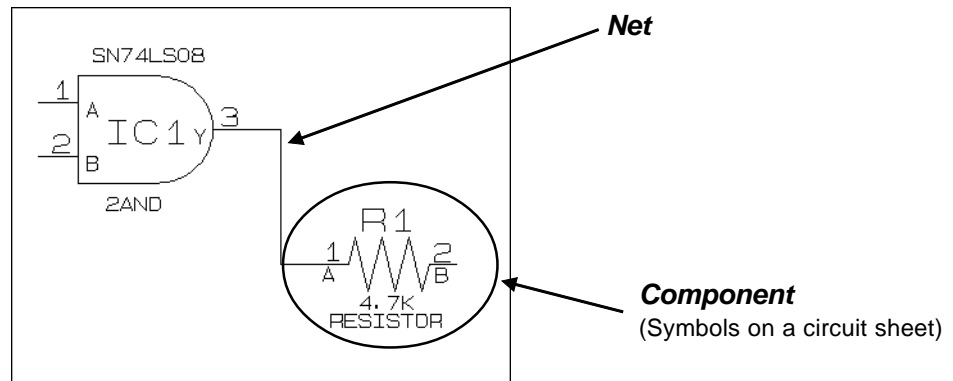 Net
SN74LS08
1
A
IC1
Y
3
2
B
2AND
R1
1
A
2
B
4.7K
RESISTOR
Component
(Symbols on a circuit sheet)